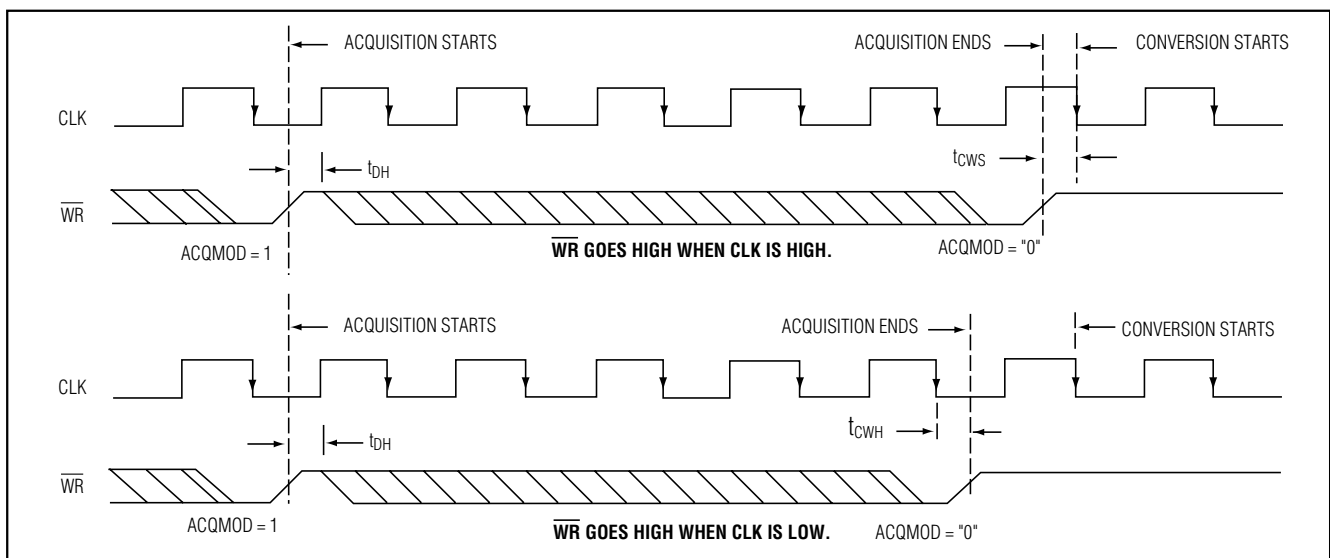 ACQUISITION STARTS
ACQUISITION ENDS
CONVERSION STARTS
CLK
tDH
tCWS
WR
ACQMOD = 1
WR GOES HIGH WHEN CLK IS HIGH.
ACQMOD = "0"
ACQUISITION STARTS
ACQUISITION ENDS
CONVERSION STARTS
CLK
tDH
tCWH
WR
ACQMOD = 1
WR GOES HIGH WHEN CLK IS LOW.
ACQMOD = "0"